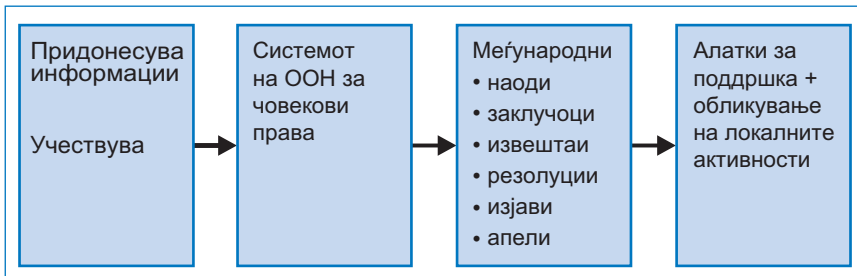 Придонесува
информации
Учествува
Системот
на ООН за
човекови
права
Меѓународни
• наоди
• заклучоци
• извештаи
• резолуции
• изјави
• апели
Алатки за
поддршка +
обликување
на локалните
активности